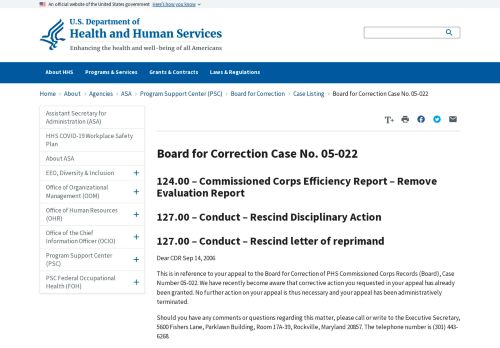 An official website of the United States government Here's how you know
U.S. Department of
Health and Human Services
Enhancing the health and well-being of all Americans
About HHS Programs & Services Grants & Contracts Laws & Regulations
Home › About › Agencies › ASA › Program Support Center (PSC) › Board for Correction › Case Listing › Board for Correction Case No. 05-022
Assistant Secretary for
Administration (ASA)
HHS COVID-19 Workplace Safety
Plan
About ASA
EEO, Diversity & Inclusion +
Office of Organizational
Management (OOM) +
Office of Human Resources
(OHR) +
Office of the Chief
Information Officer (OCIO) +
Program Support Center
(PSC) +
PSC Federal Occupational
Health (FOH) +
T+
Board for Correction Case No. 05-022
124.00 – Commissioned Corps Efficiency Report – Remove
Evaluation Report
127.00 – Conduct – Rescind Disciplinary Action
127.00 – Conduct – Rescind letter of reprimand
Dear CDR Sep 14, 2006
This is in reference to your appeal to the Board for Correction of PHS Commissioned Corps Records (Board), Case
Number 05-022. We have recently become aware that corrective action you requested in your appeal has already
been granted. No further action on your appeal is thus necessary and your appeal has been administratively
terminated.
Should you have any comments or questions regarding this matter, please call or write to the Executive Secretary,
5600 Fishers Lane, Parklawn Building, Room 17A-39, Rockville, Maryland 20857. The telephone number is (301) 443-
6268.